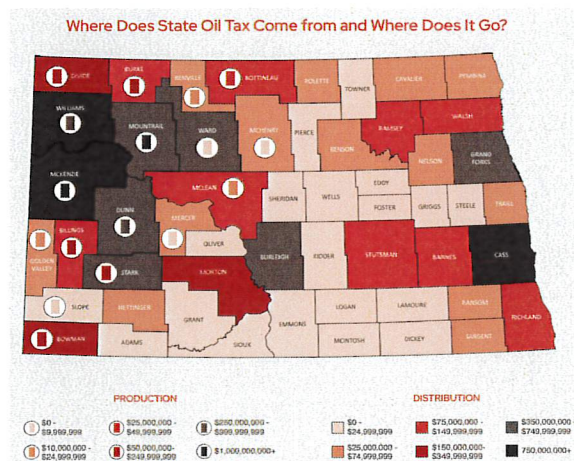 Where Does State Oil Tax Come from and Where Does It Go?
DIVIDE
BURKE
RENVILLE
BOTTINEAU
ROLETTE
TOWNER
CAVALIER
PEMBINA
WILLIAMS
MOUNTRAIL
WARD
MCHENRY
PIERCE
BENSON
RAMSEY
WALSH
NELSON
GRAND
FORKS
MCKENZIE
DUNN
MCLEAN
MERCER
OLIVER
SHERIDAN
WELLS
EDDY
FOSTER
GRIGGS
STEELE
TRAILL
GOLDEN
VALLEY
BILLINGS
STARK
MORTON
BURLEIGH
KIDDER
STUTSMAN
BARNES
CASS
SLOPE
HETTINGER
GRANT
BOWMAN
ADAMS
SIOUX
EMMONS
LOGAN
LAMOURE
RANSOM
RICHLAND
MCINTOSH
DICKEY
SARGENT
PRODUCTION
$0 -
$9,999,999
$25,000,000 -
$49,999,999
$250,000,000 -
$999,999,999
$10,000,000 -
$24,999,999
$50,000,000 -
$249,999,999
$1,000,000,000+
DISTRIBUTION
$0 -
$24,999,999
$75,000,000 -
$149,999,999
$350,000,000 -
$749,999,999
$25,000,000 -
$74,999,999
$150,000,000 -
$349,999,999
750,000,000+